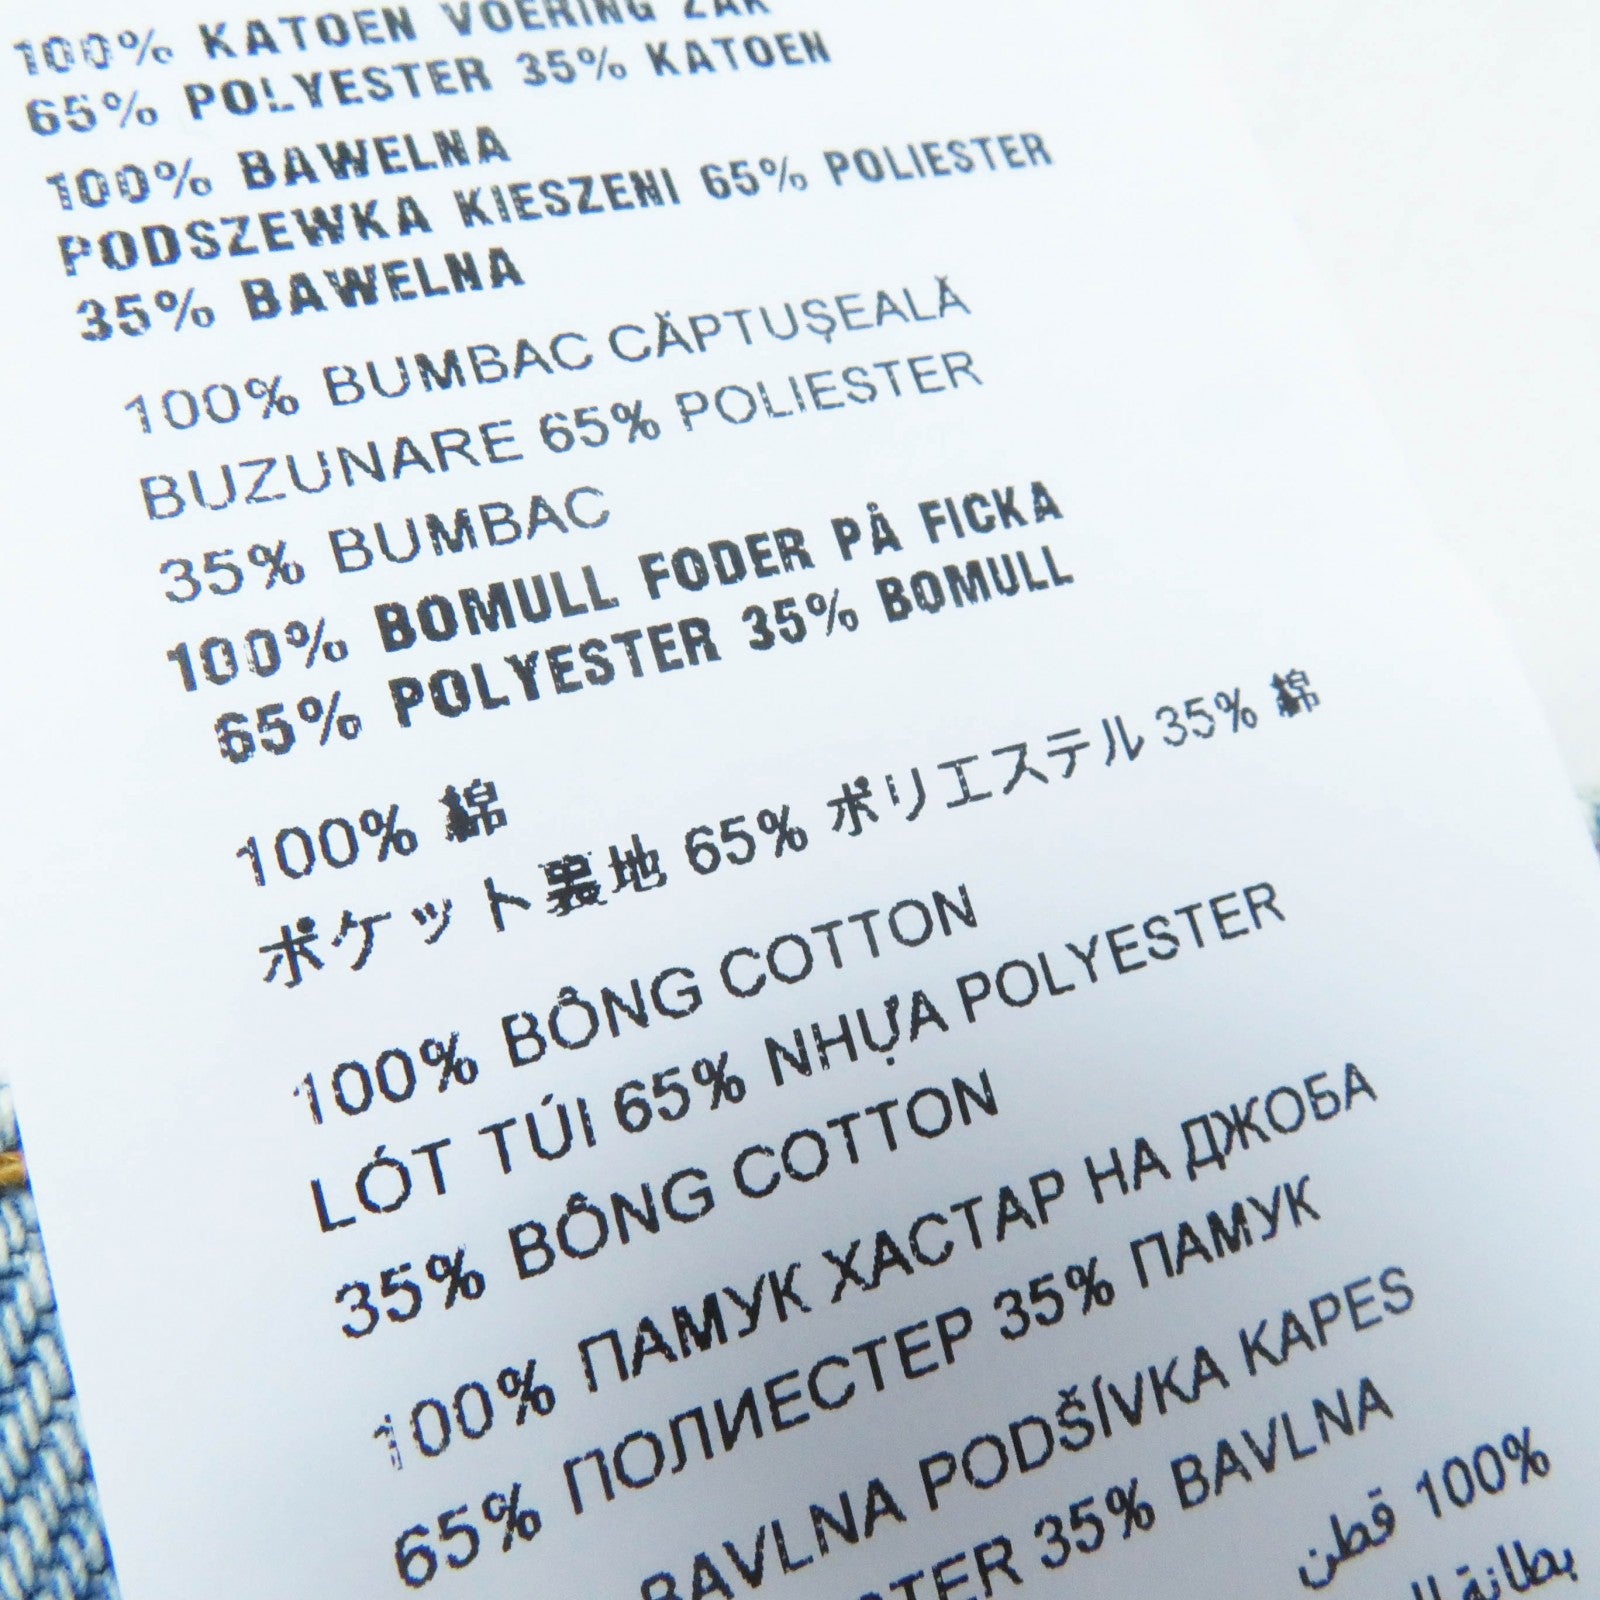 100% KATOEN VOERING ZAK
65% POLYESTER 35% KATOEN
100% BAWELNA
PODSZEWKA KIESZENI 65% POLIESTER
35% BAWELNA
100% BUMBAC CĂPTUŞEALĂ
BUZUNARE 65% POLIESTER
35% BUMBAC
100% BOMULL FODER PÅ FICKA
65% POLYESTER 35% BOMULL
100% 綿
ポケット裏地 65% ポリエステル 35% 綿
100% BÔNG COTTON
LÓT TÚI 65% NHỰA POLYESTER
35% BÔNG COTTON
100% ПАМУК ХАСТАР НА ДЖОБА
65% ПОЛИЕСТЕР 35% ПАМУК
BAVLNA PODŠÍVKA KAPES
TER 35% BAVLNA
100% قطن
بطانة